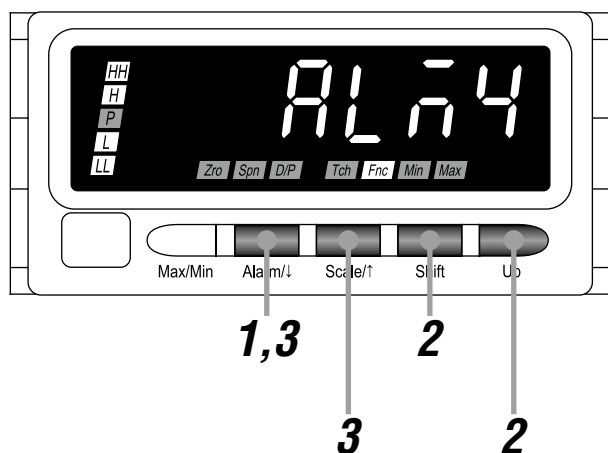 HH
H
P
L
LL
ALM4
Zro Spn D/P Tch Fnc Min Max
Max/Min Alarm/↓ Scale/↑ Shift Up
1,3 3 2 2